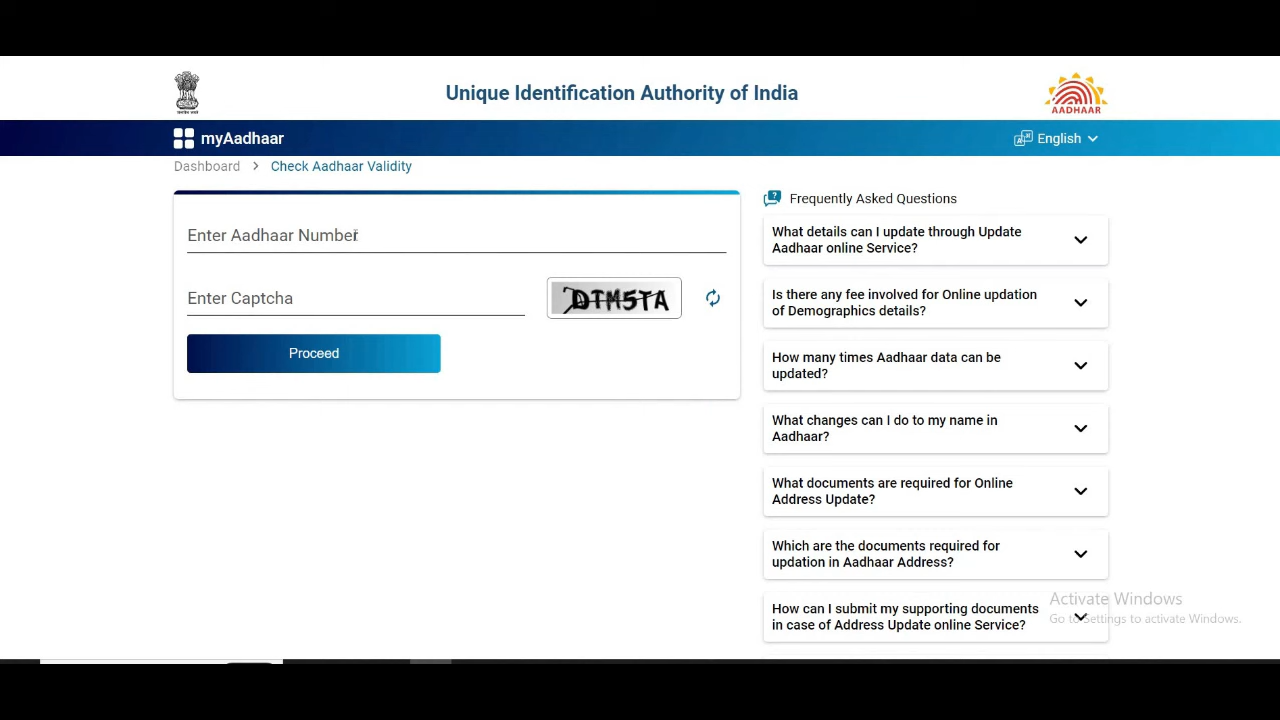 Unique Identification Authority of India
AADHAAR
myAadhaar
English
Dashboard > Check Aadhaar Validity
Enter Aadhaar Number
Enter Captcha
DTM5TA
Proceed
Frequently Asked Questions
What details can I update through Update
Aadhaar online Service?
Is there any fee involved for Online updation
of Demographics details?
How many times Aadhaar data can be
updated?
What changes can I do to my name in
Aadhaar?
What documents are required for Online
Address Update?
Which are the documents required for
updation in Aadhaar Address?
How can I submit my supporting documents
in case of Address Update online Service?
Activate Windows
Go to Settings to activate Windows.